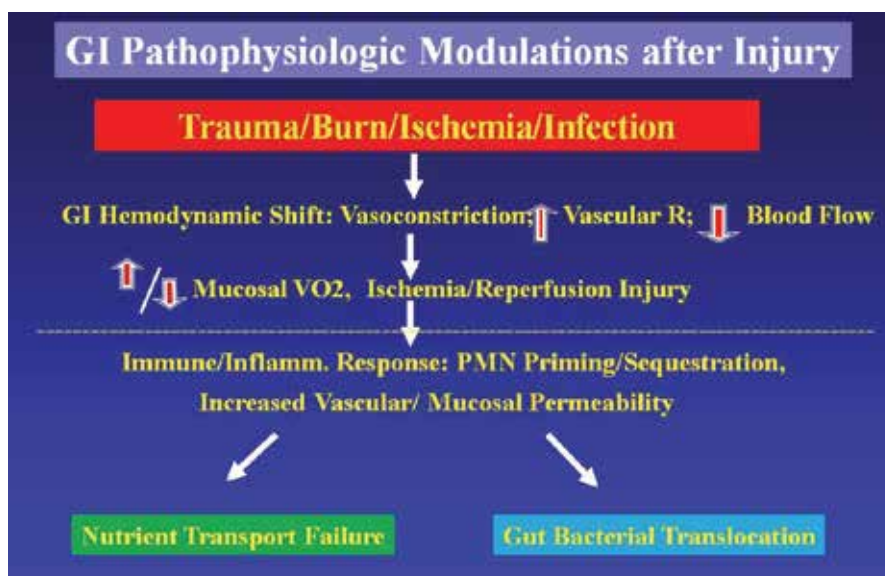 GI Pathophysiologic Modulations after Injury
Trauma/Burn/Ischemia/Infection
GI Hemodynamic Shift: Vasoconstriction; Vascular R; Blood Flow
/ Mucosal VO2, Ischemia/Reperfusion Injury
Immune/Inflamm. Response: PMN Priming/Sequestration,
Increased Vascular/ Mucosal Permeability
Nutrient Transport Failure
Gut Bacterial Translocation